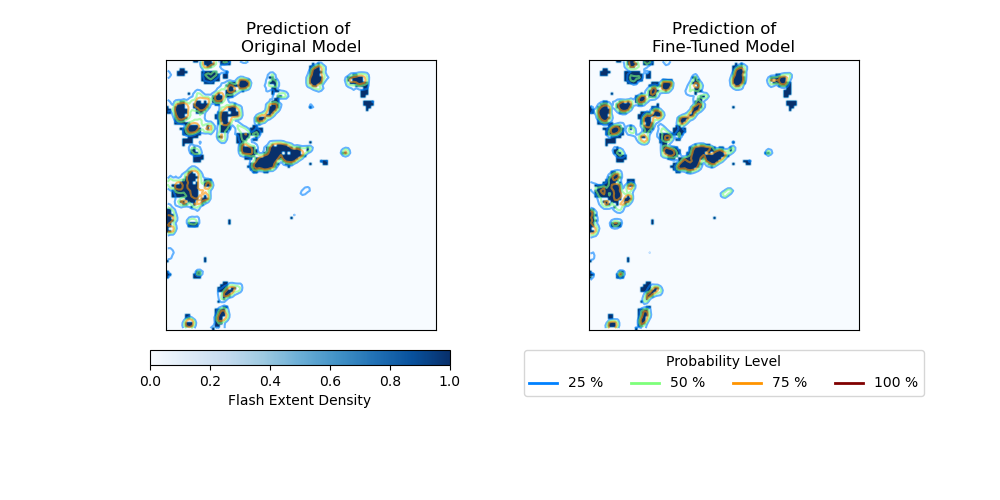 Prediction of
Original Model
Prediction of
Fine-Tuned Model
0.0 0.2 0.4 0.6 0.8 1.0
Flash Extent Density
Probability Level
25 % 50 % 75 % 100 %